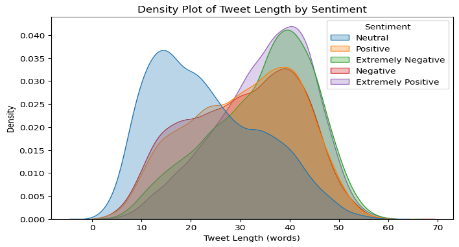 Density Plot of Tweet Length by Sentiment
Sentiment
Neutral
Positive
Extremely Negative
Negative
Extremely Positive
Density
0.040
0.035
0.030
0.025
0.020
0.015
0.010
0.005
0.000
0 10 20 30 40 50 60 70
Tweet Length (words)